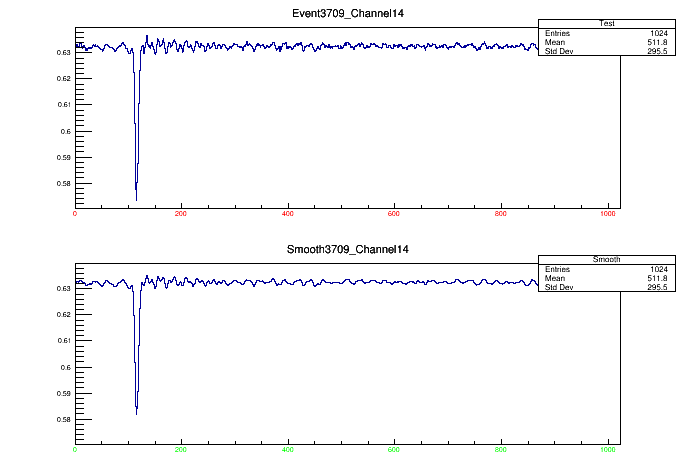 Event3709_Channel14
Test
Entries 1024
Mean 511.8
Std Dev 295.5
0.63
0.62
0.61
0.6
0.59
0.58
0 200 400 600 800 1000
Smooth3709_Channel14
Smooth
Entries 1024
Mean 511.8
Std Dev 295.5
0.63
0.62
0.61
0.6
0.59
0.58
0 200 400 600 800 1000